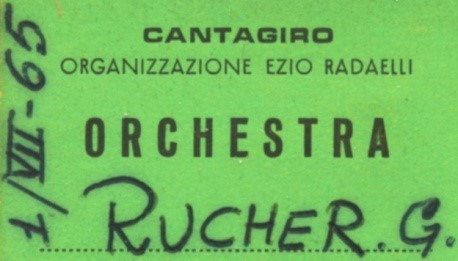 CANTAGIRO
ORGANIZZAZIONE EZIO RADAELLI
ORCHESTRA
RUCHER. G.
1/VII-65